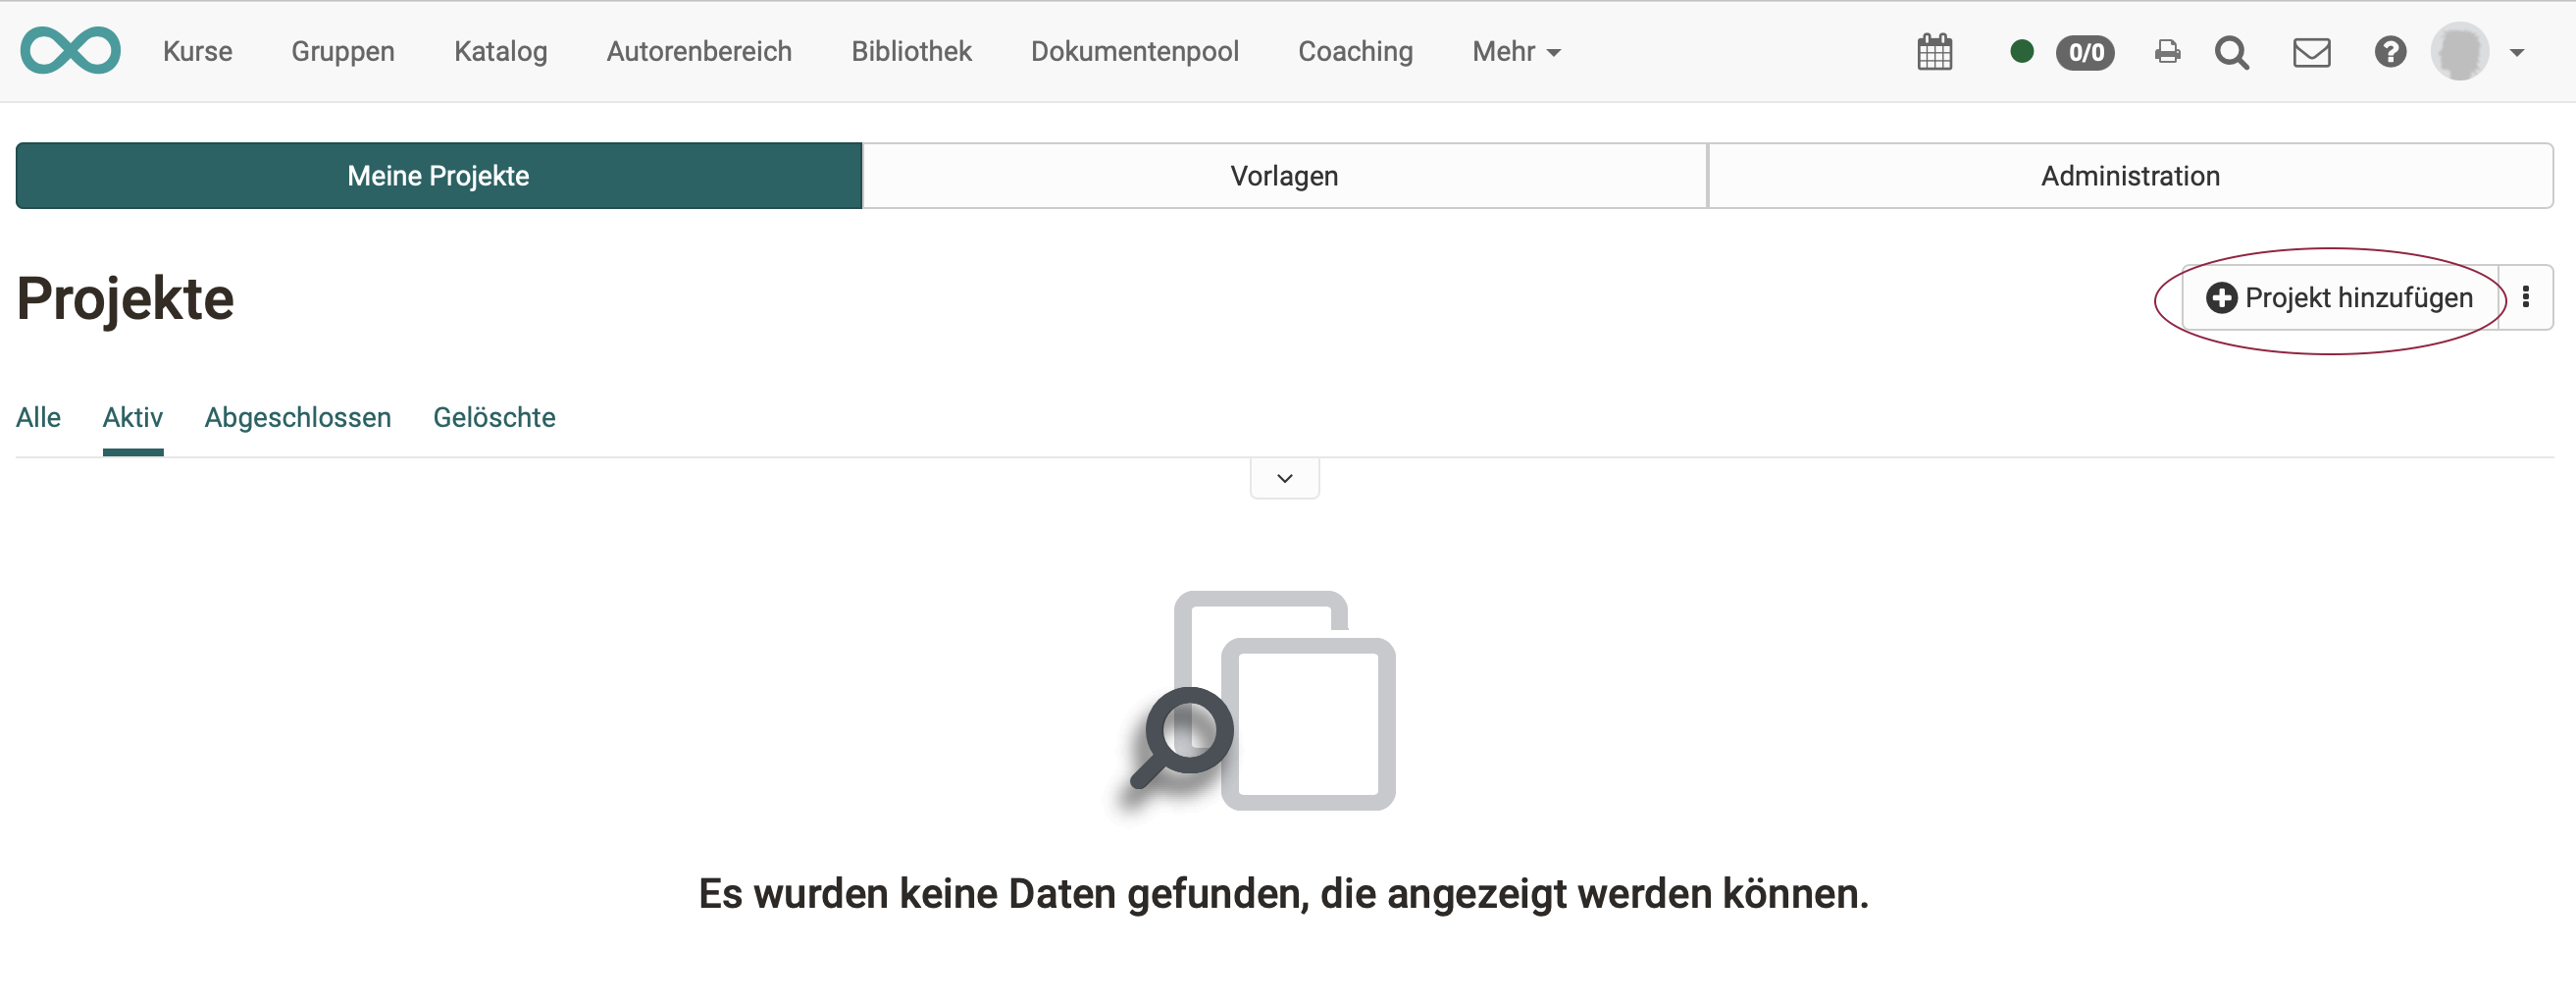 Kurse Gruppen Katalog Autorenbereich Bibliothek Dokumentenpool Coaching Mehr 0/0
Meine Projekte Vorlagen Administration
Projekte Projekt hinzufügen
Alle Aktiv Abgeschlossen Gelöschte
Es wurden keine Daten gefunden, die angezeigt werden können.